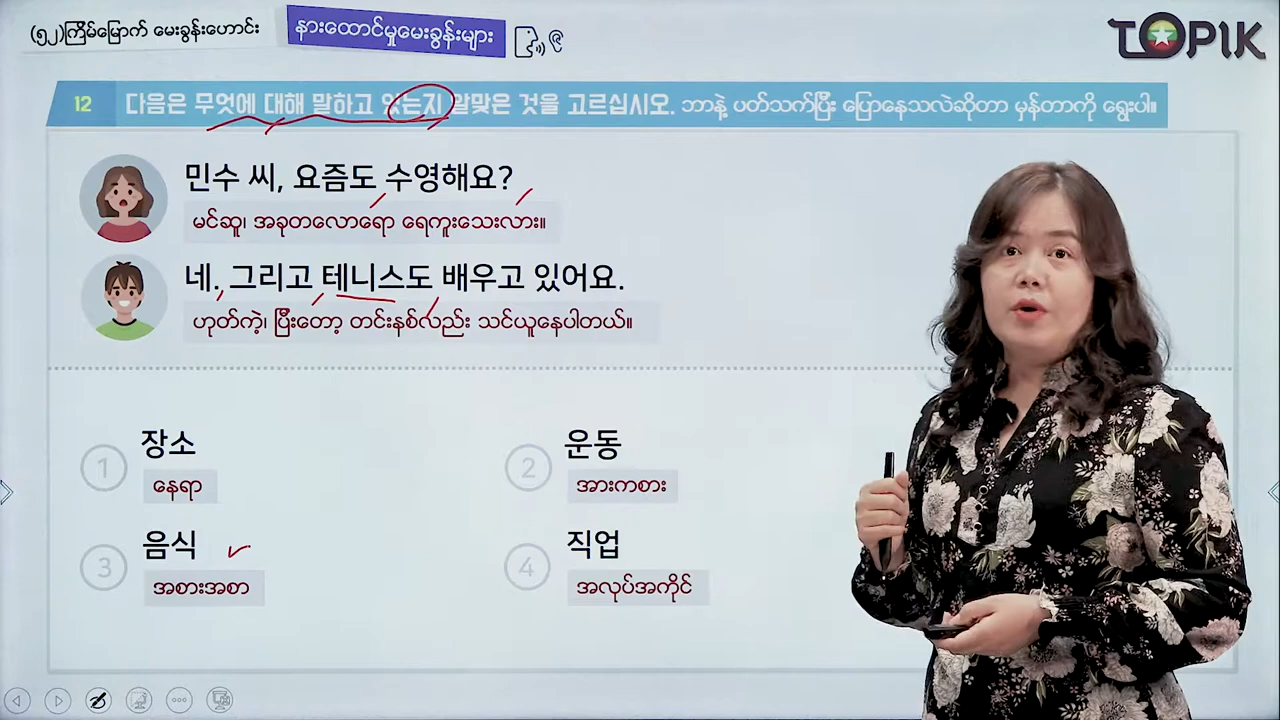 (၅၂)ကြိမ်မြောက် မေးခွန်းဟောင်း
နားထောင်မှုမေးခွန်းများ
TOPIK
12 다음은 무엇에 대해 말하고 있는지 알맞은 것을 고르십시오. ဘာနဲ့ ပတ်သက်ပြီး ပြောနေသလဲဆိုတာ မှန်တာကို ရွေးပါ။
민수 씨, 요즘도 수영해요?
မင်ဆူ၊ အခုတလောရော ရေကူးသေးလား။
네. 그리고 테니스도 배우고 있어요.
ဟုတ်ကဲ့၊ ပြီးတော့ တင်းနစ်လည်း သင်ယူနေပါတယ်။
1 장소
နေရာ
2 운동
အားကစား
3 음식
အစားအစာ
4 직업
အလုပ်အကိုင်